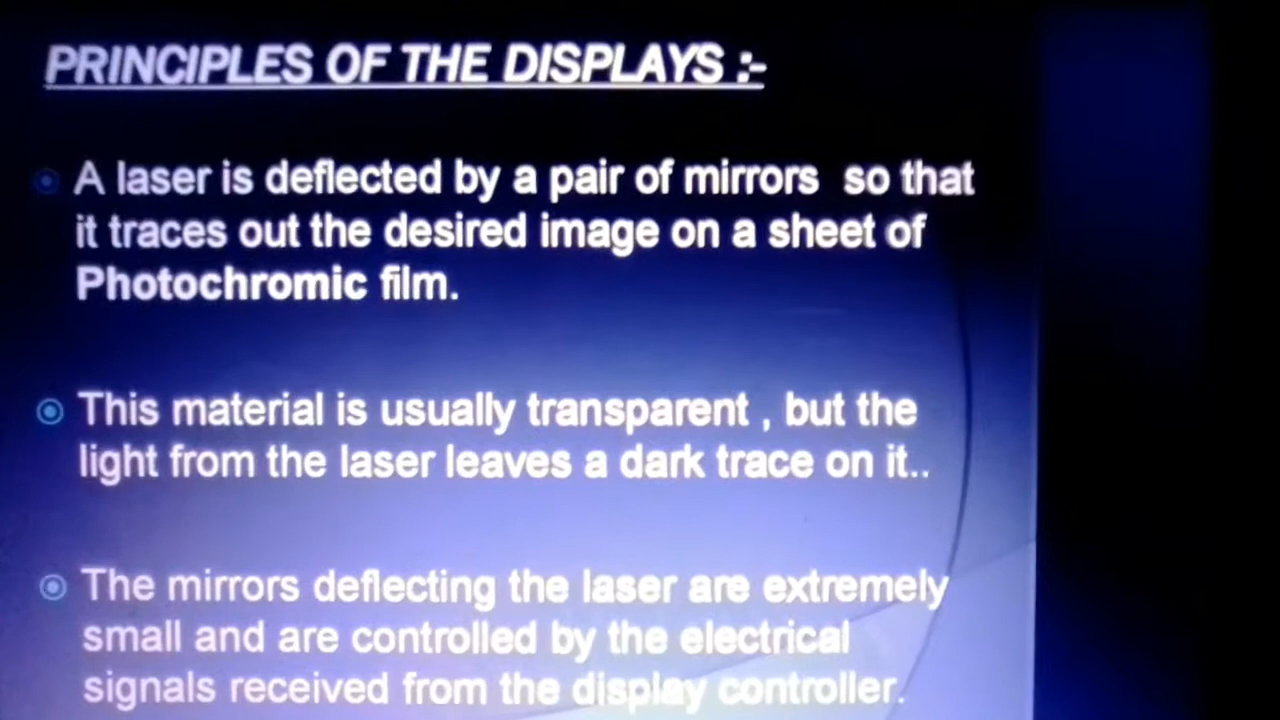 PRINCIPLES OF THE DISPLAYS :-
A laser is deflected by a pair of mirrors so that
it traces out the desired image on a sheet of
Photochromic film.
This material is usually transparent , but the
light from the laser leaves a dark trace on it..
The mirrors deflecting the laser are extremely
small and are controlled by the electrical
signals received from the display controller.